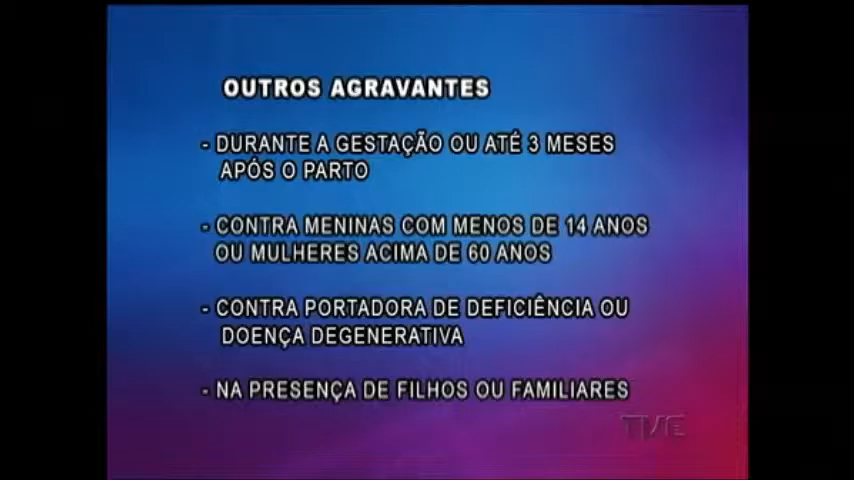 OUTROS AGRAVANTES
- DURANTE A GESTAÇÃO OU ATÉ 3 MESES
APÓS O PARTO
- CONTRA MENINAS COM MENOS DE 14 ANOS
OU MULHERES ACIMA DE 60 ANOS
- CONTRA PORTADORA DE DEFICIÊNCIA OU
DOENÇA DEGENERATIVA
- NA PRESENÇA DE FILHOS OU FAMILIARES
TVE